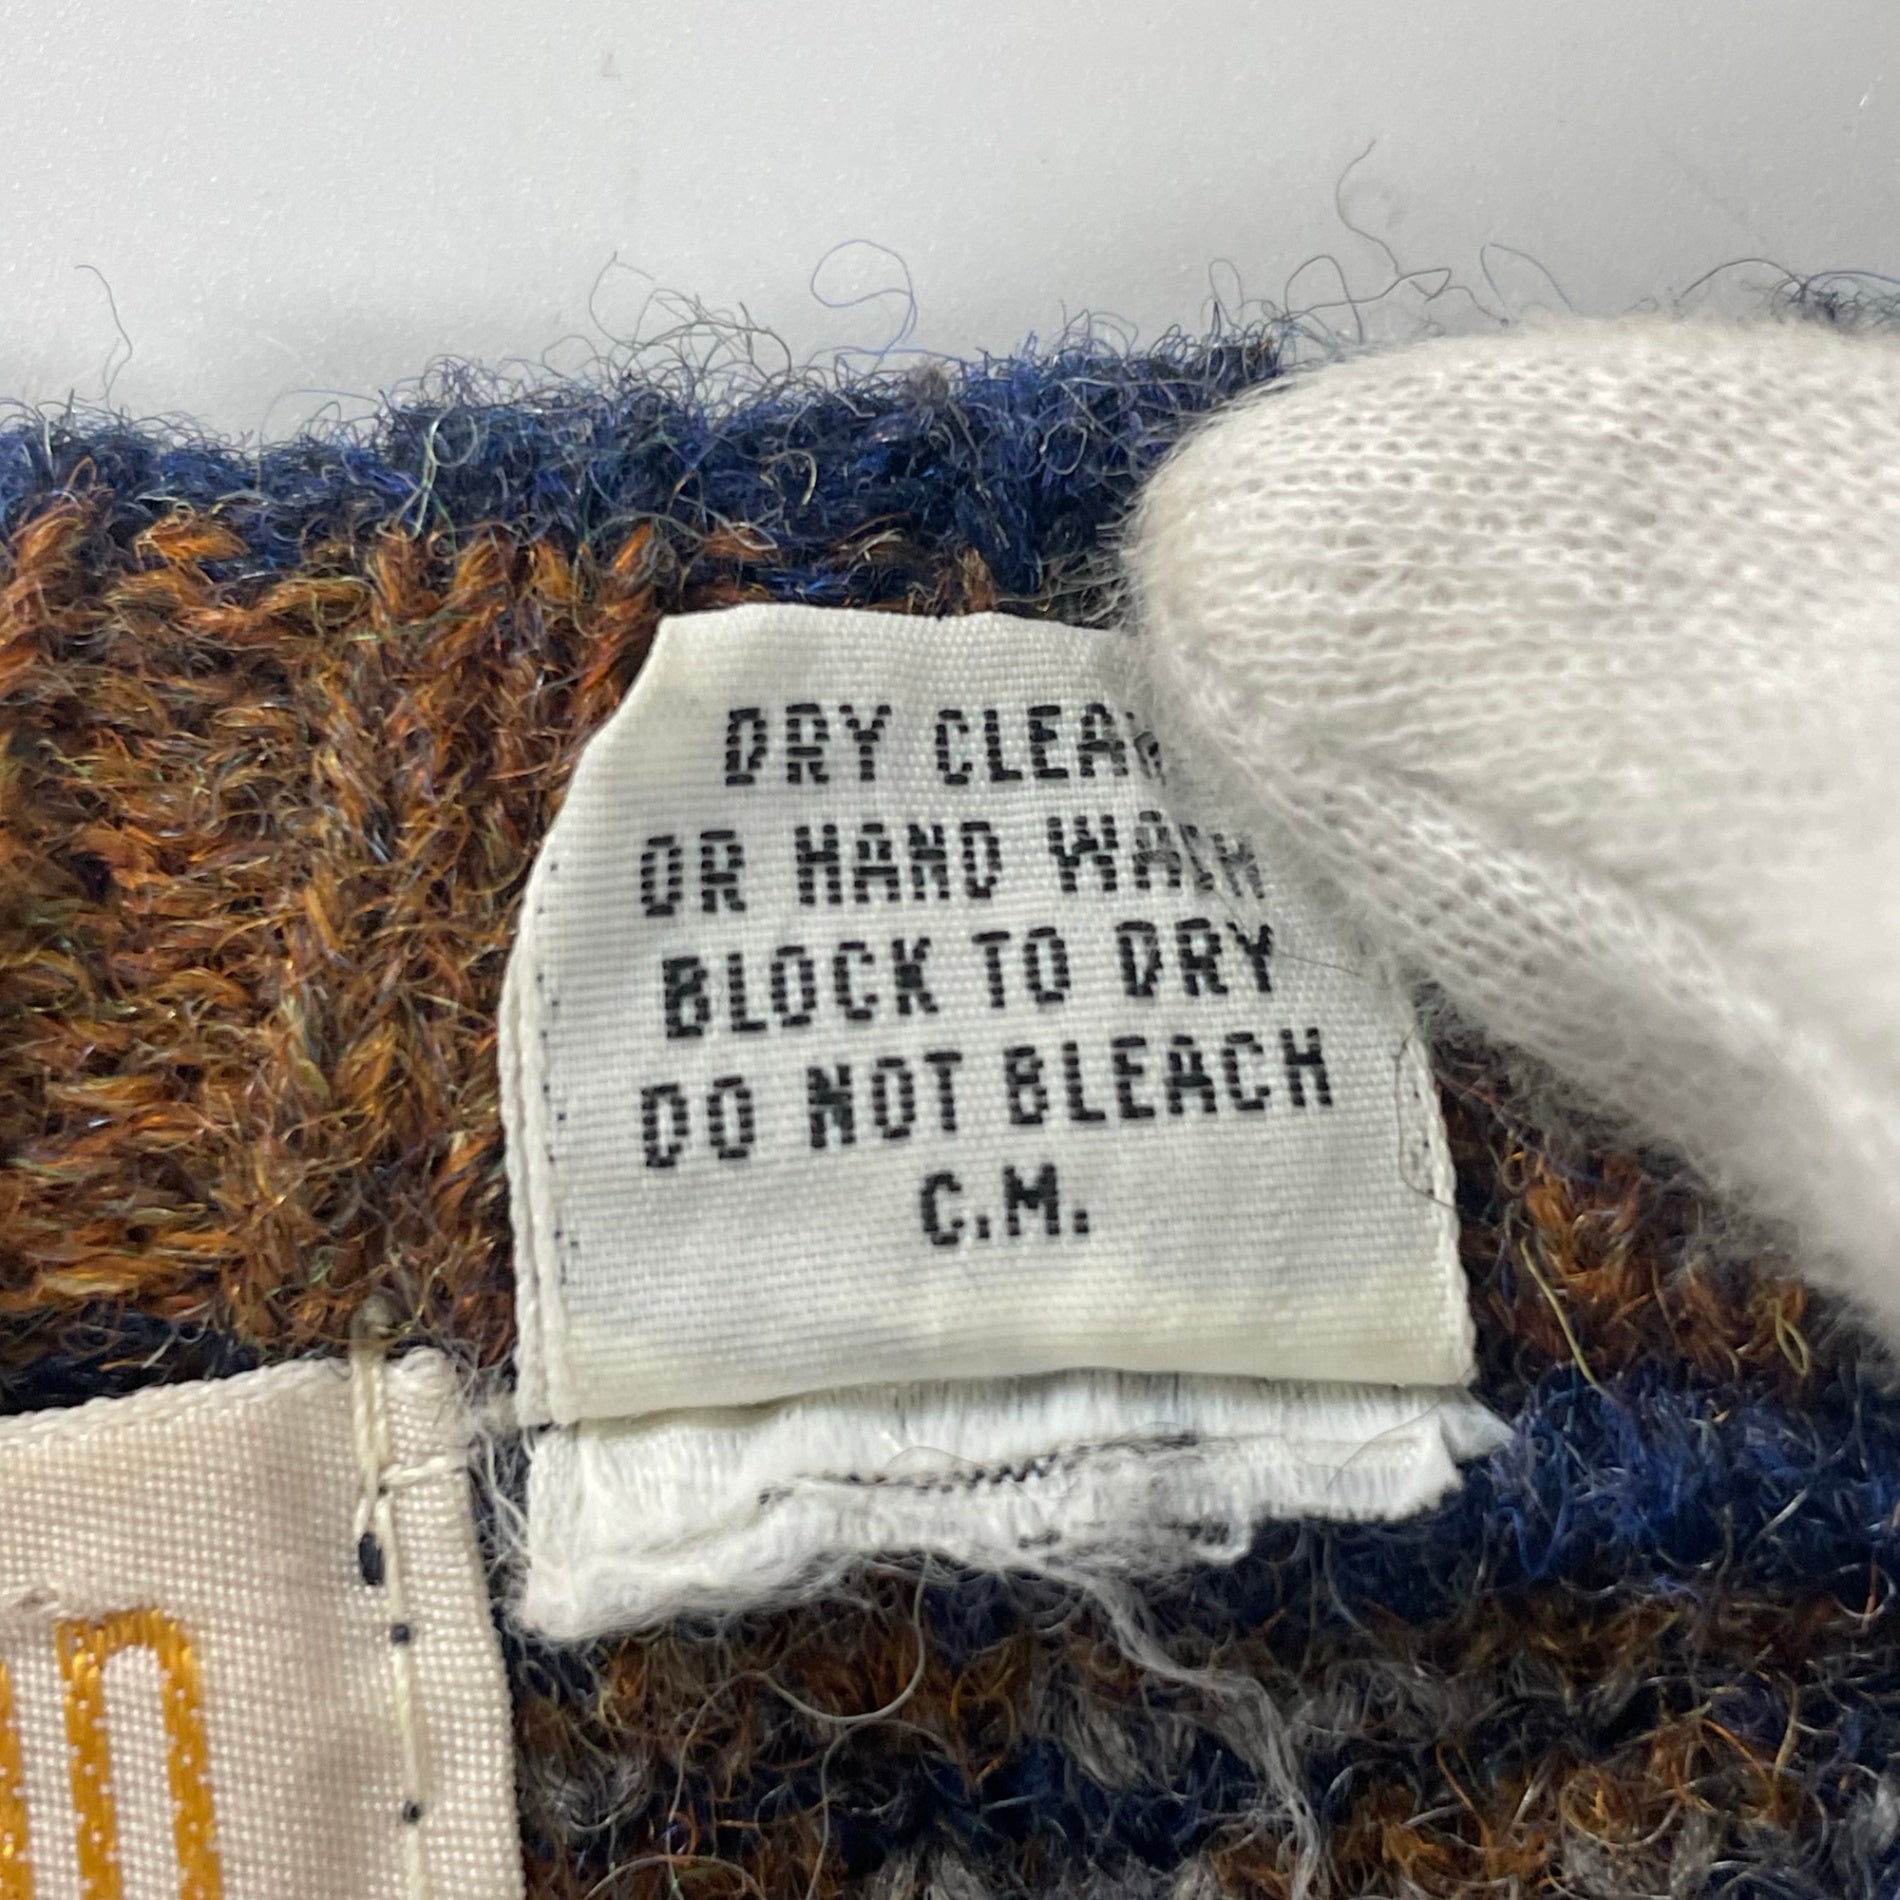 DRY CLEAN
OR HAND WASH
BLOCK TO DRY
DO NOT BLEACH
C.M.